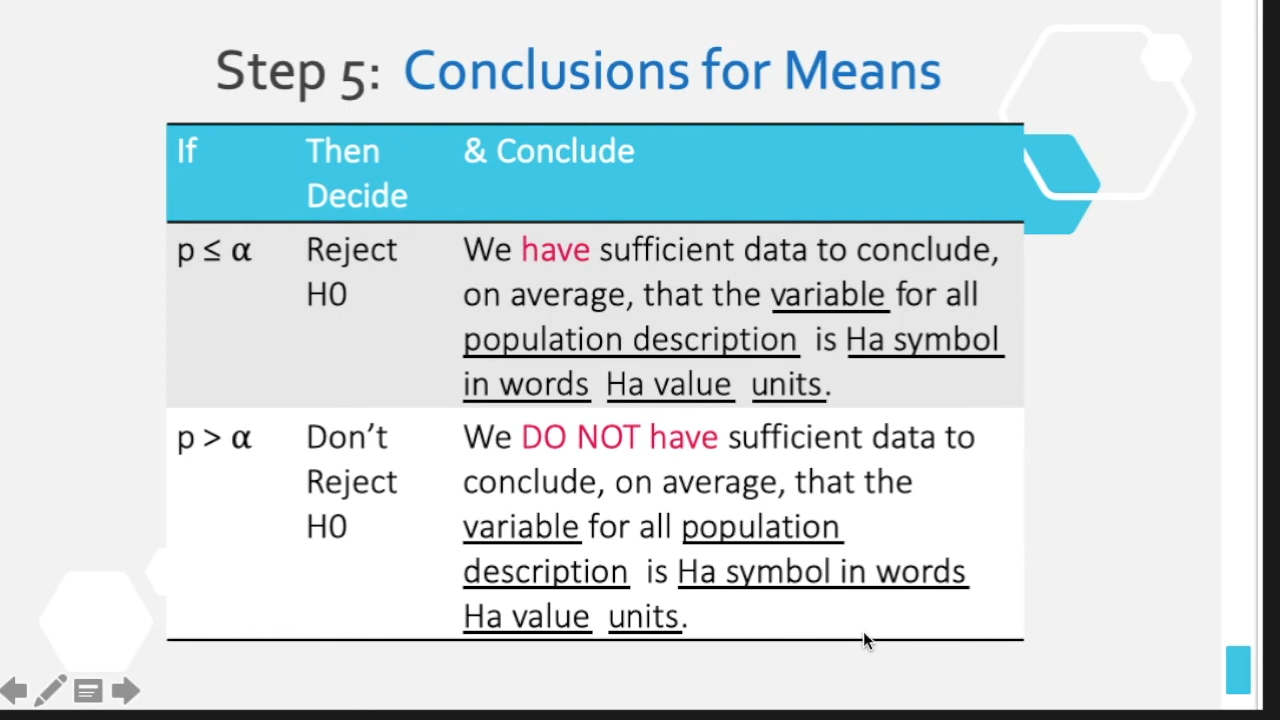 Step 5: Conclusions for Means
If
Then
Decide
& Conclude
p ≤ α
Reject
H0
We have sufficient data to conclude,
on average, that the variable for all
population description is Ha symbol
in words Ha value units.
p > α
Don’t
Reject
H0
We DO NOT have sufficient data to
conclude, on average, that the
variable for all population
description is Ha symbol in words
Ha value units.